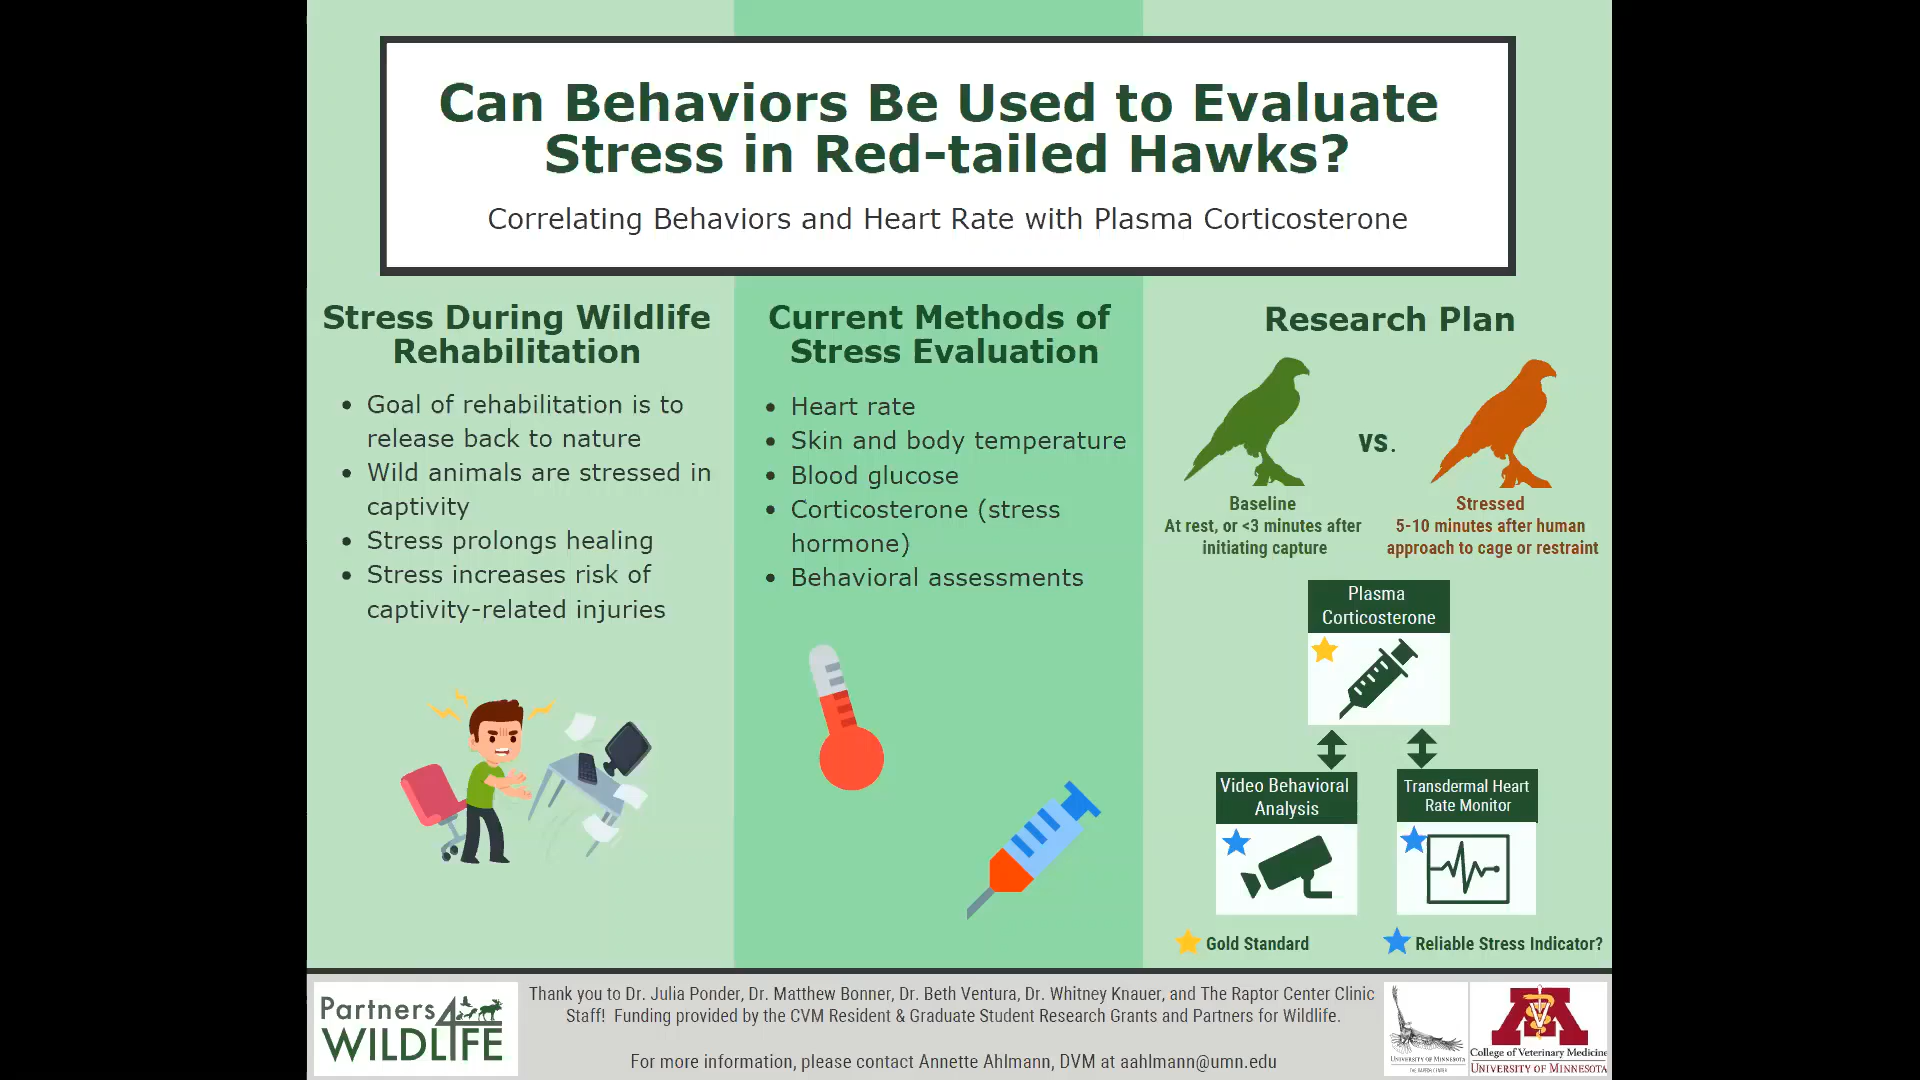 Can Behaviors Be Used to Evaluate
Stress in Red-tailed Hawks?
Correlating Behaviors and Heart Rate with Plasma Corticosterone
Stress During Wildlife
Rehabilitation
• Goal of rehabilitation is to
release back to nature
• Wild animals are stressed in
captivity
• Stress prolongs healing
• Stress increases risk of
captivity-related injuries
Current Methods of
Stress Evaluation
• Heart rate
• Skin and body temperature
• Blood glucose
• Corticosterone (stress
hormone)
• Behavioral assessments
Research Plan
vs.
Baseline
At rest, or <3 minutes after
initiating capture
Stressed
5-10 minutes after human
approach to cage or restraint
Plasma
Corticosterone
Video Behavioral
Analysis
Transdermal Heart
Rate Monitor
Gold Standard
Reliable Stress Indicator?
Partners 4
WILDLIFE
Thank you to Dr. Julia Ponder, Dr. Matthew Bonner, Dr. Beth Ventura, Dr. Whitney Knauer, and The Raptor Center Clinic
Staff! Funding provided by the CVM Resident & Graduate Student Research Grants and Partners for Wildlife.
For more information, please contact Annette Ahlmann, DVM at aahlmann@umn.edu
UNIVERSITY OF MINNESOTA
THE RAPTOR CENTER
College of Veterinary Medicine
UNIVERSITY OF MINNESOTA